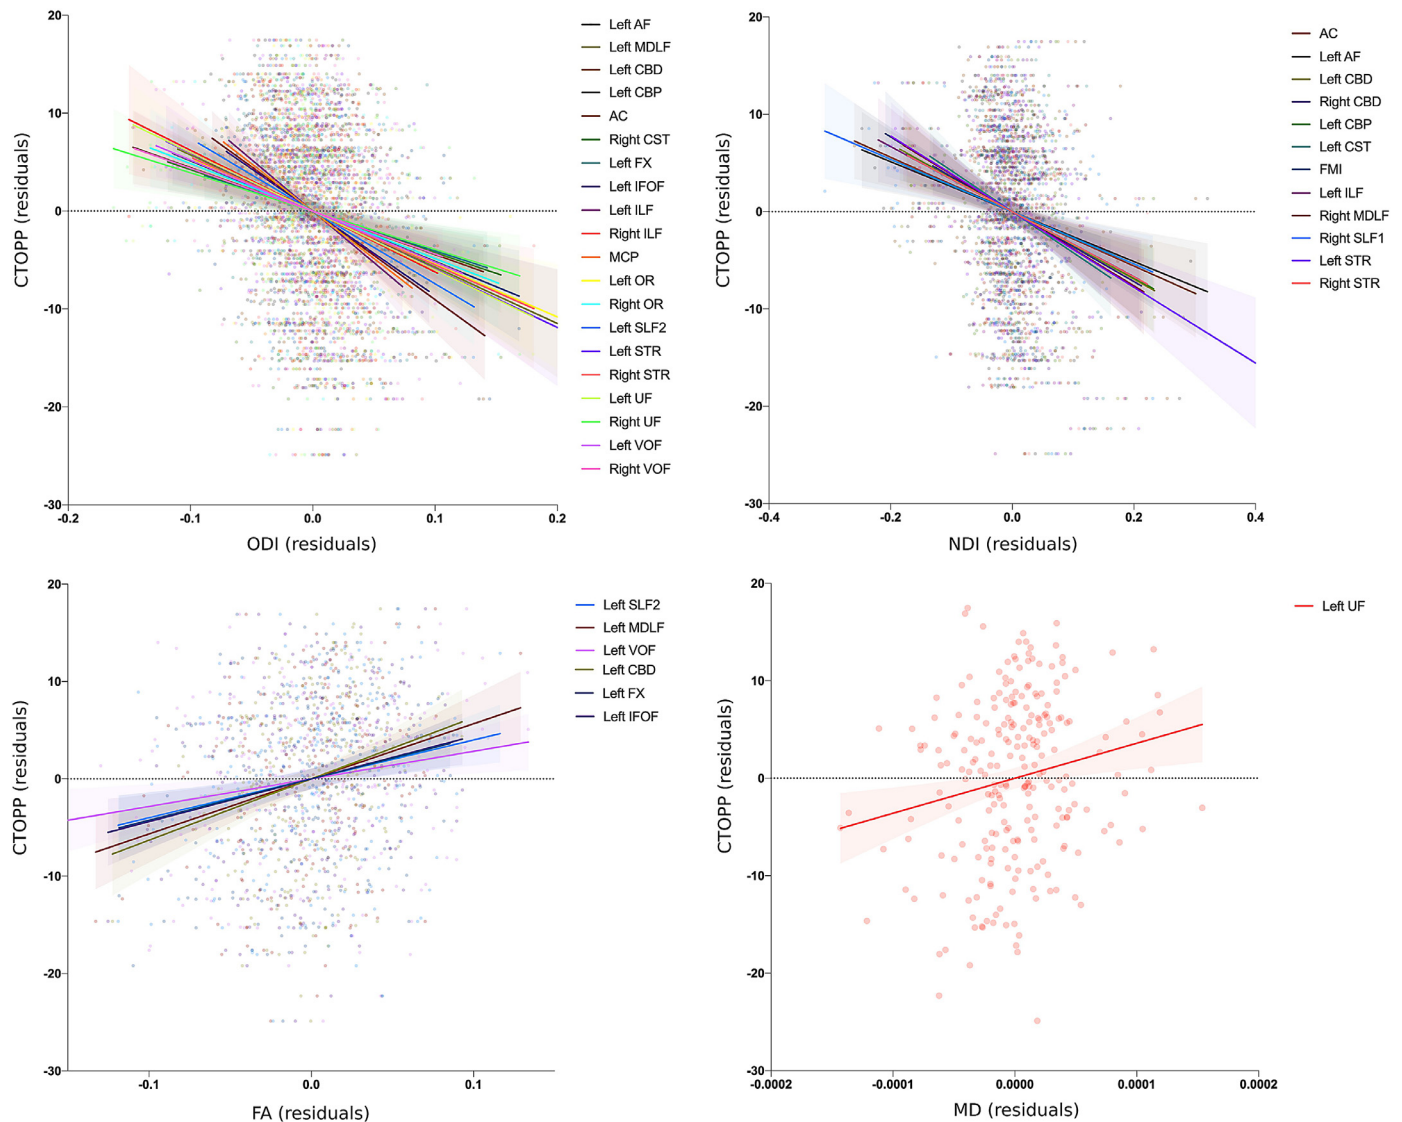 20
10
0
-10
-20
-30
-0.2
-0.1
0.0
0.1
0.2
CTOPP (residuals)
ODI (residuals)
Left AF
Left MDLF
Left CBD
Left CBP
AC
Right CST
Left FX
Left IFOF
Left ILF
Right ILF
MCP
Left OR
Right OR
Left SLF2
Left STR
Right STR
Left UF
Right UF
Left VOF
Right VOF
20
10
0
-10
-20
-30
-0.4
-0.2
0.0
0.2
0.4
CTOPP (residuals)
NDI (residuals)
AC
Left AF
Left CBD
Right CBD
Left CBP
Left CST
FMI
Left ILF
Right MDLF
Right SLF1
Left STR
Right STR
20
10
0
-10
-20
-30
-0.1
0.0
0.1
CTOPP (residuals)
FA (residuals)
Left SLF2
Left MDLF
Left VOF
Left CBD
Left FX
Left IFOF
20
10
0
-10
-20
-30
-0.0002
-0.0001
0.0000
0.0001
0.0002
CTOPP (residuals)
MD (residuals)
Left UF